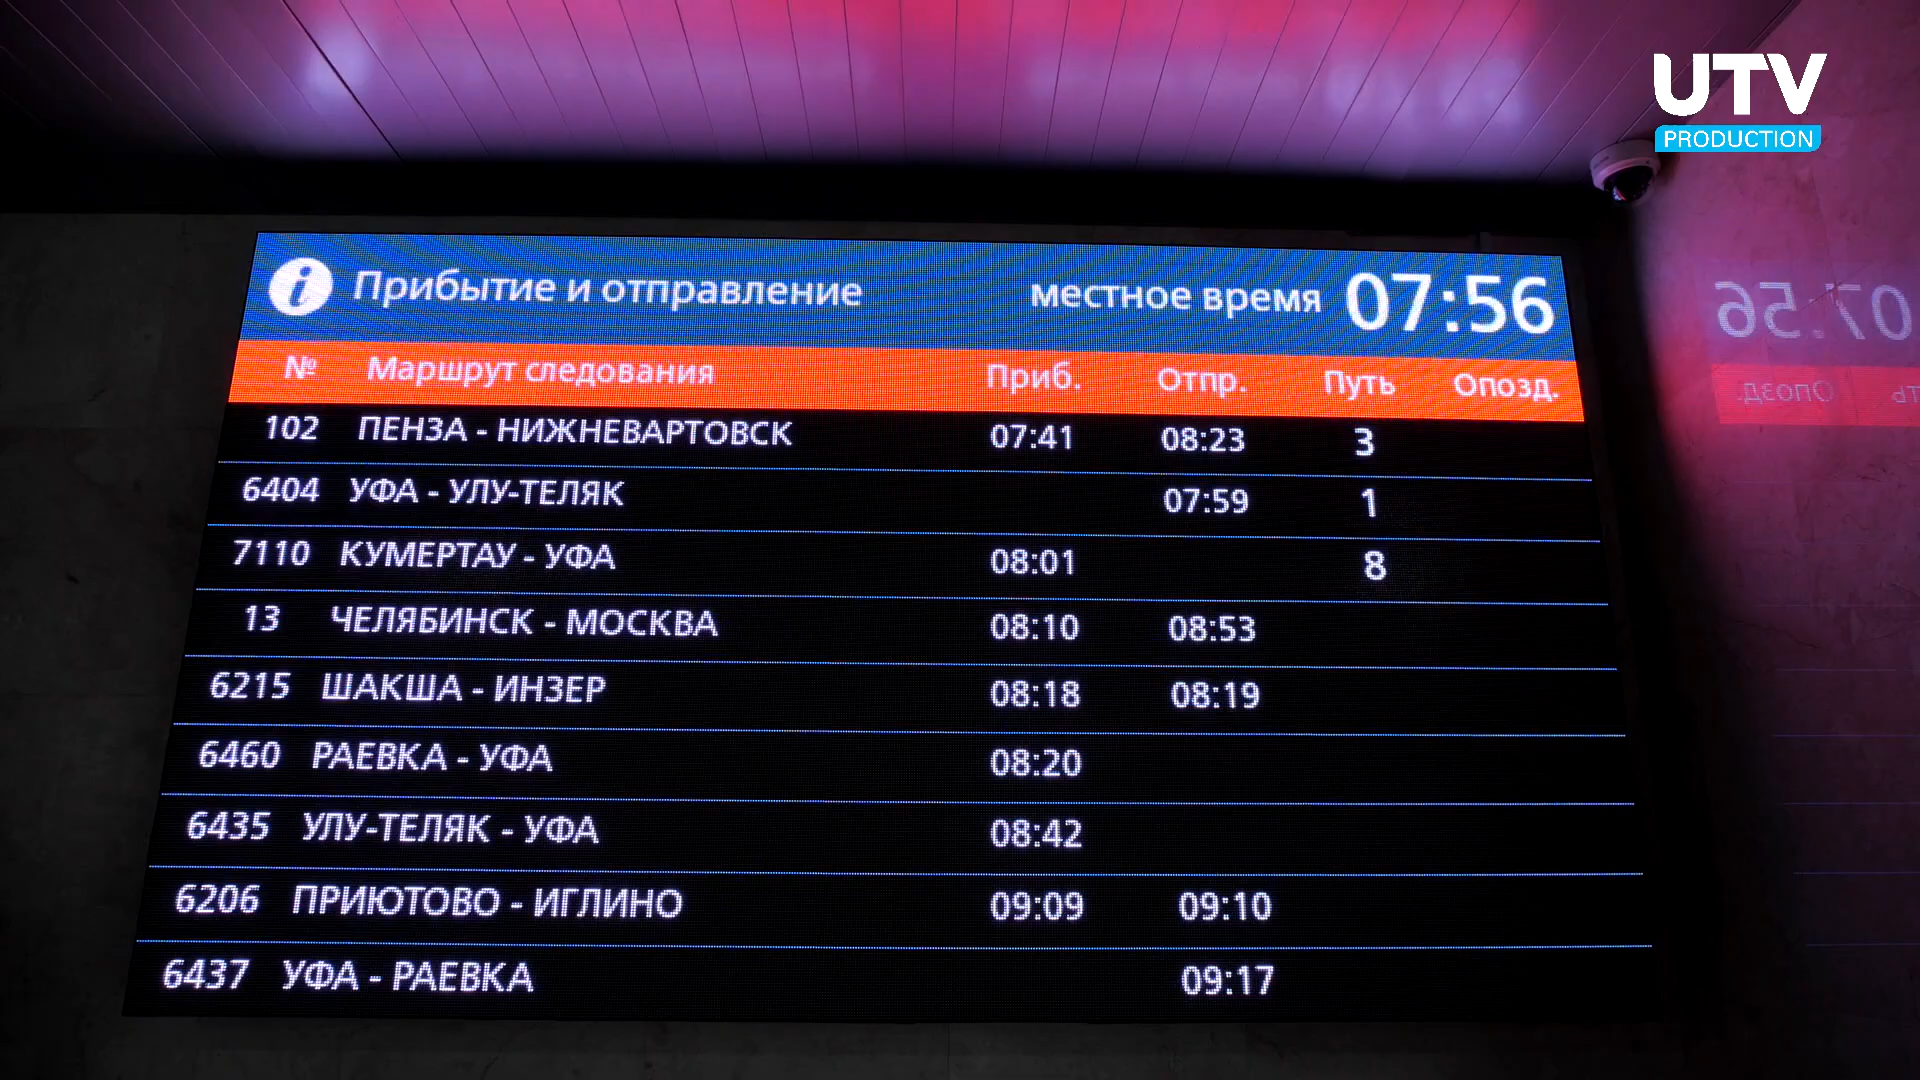 UTV
PRODUCTION
i Прибытие и отправление местное время 07:56
№ Маршрут следования Приб. Отпр. Путь Опозд.
102 ПЕНЗА - НИЖНЕВАРТОВСК 07:41 08:23 3
6404 УФА - УЛУ-ТЕЛЯК 07:59 1
7110 КУМЕРТАУ - УФА 08:01 8
13 ЧЕЛЯБИНСК - МОСКВА 08:10 08:53
6215 ШАКША - ИНЗЕР 08:18 08:19
6460 РАЕВКА - УФА 08:20
6435 УЛУ-ТЕЛЯК - УФА 08:42
6206 ПРИЮТОВО - ИГЛИНО 09:09 09:10
6437 УФА - РАЕВКА 09:17
07:56
Опозд.